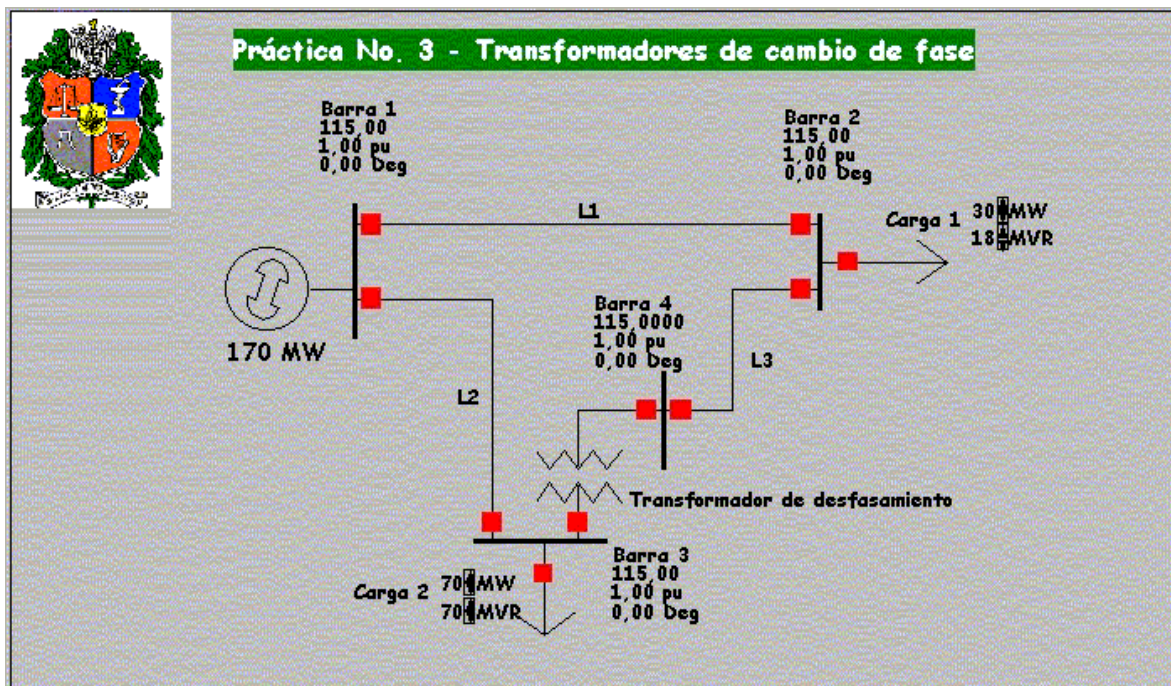 Práctica No. 3 - Transformadores de cambio de fase
Barra 1
115,00
1,00 pu
0,00 Deg
Barra 2
115,00
1,00 pu
0,00 Deg
L1
Carga 1
30 MW
18 MVR
170 MW
Barra 4
115,0000
1,00 pu
0,00 Deg
L2
L3
Transformador de desfasamiento
Carga 2
70 MW
70 MVR
Barra 3
115,00
1,00 pu
0,00 Deg